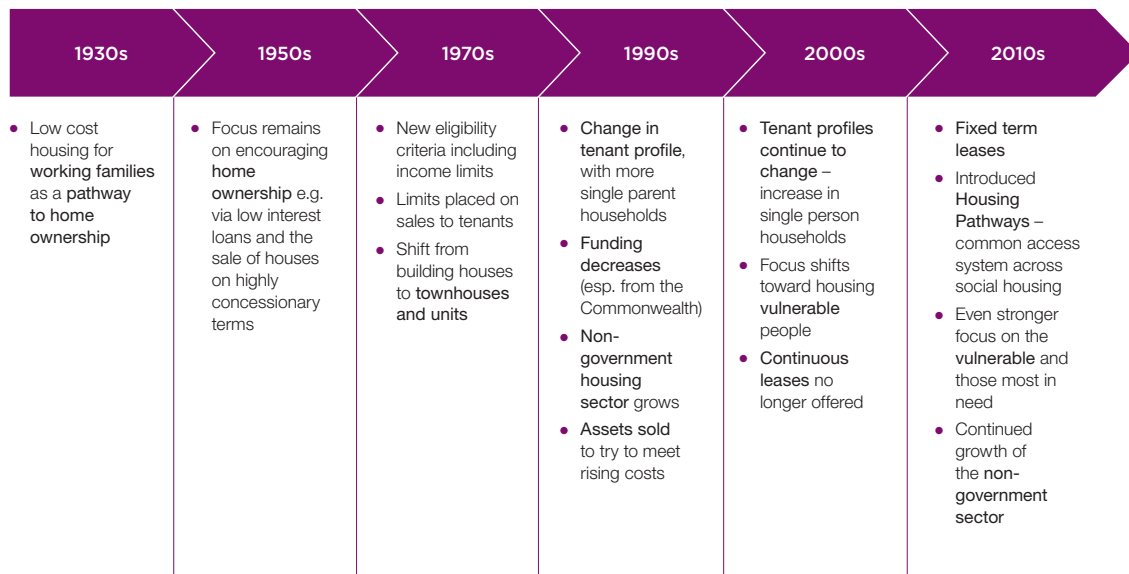 1930s
1950s
1970s
1990s
2000s
2010s
• Low cost
housing for
working families
as a pathway
to home
ownership
• Focus remains
on encouraging
home
ownership e.g.
via low interest
loans and the
sale of houses
on highly
concessionary
terms
• New eligibility
criteria including
income limits
• Limits placed on
sales to tenants
• Shift from
building houses
to townhouses
and units
• Change in
tenant profile,
with more
single parent
households
• Funding
decreases
(esp. from the
Commonwealth)
• Non-
government
housing
sector grows
• Assets sold
to try to meet
rising costs
• Tenant profiles
continue to
change –
increase in
single person
households
• Focus shifts
toward housing
vulnerable
people
• Continuous
leases no
longer offered
• Fixed term
leases
• Introduced
Housing
Pathways –
common access
system across
social housing
• Even stronger
focus on the
vulnerable and
those most in
need
• Continued
growth of
the non-
government
sector